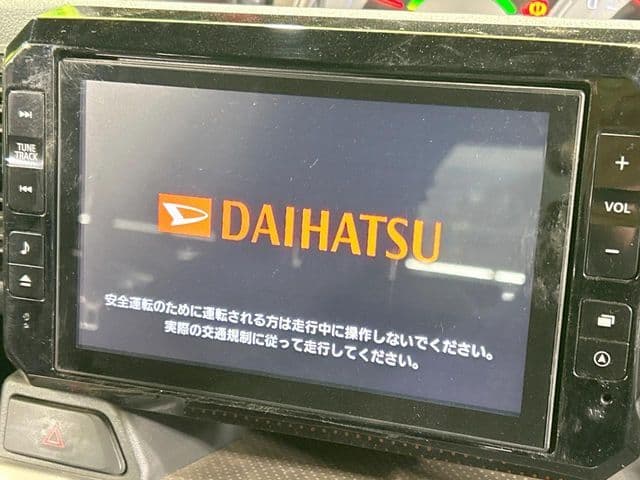 TUNE
TRACK
DAIHATSU
安全運転のために運転される方は走行中に操作しないでください。
実際の交通規制に従って走行してください。
+
VOL
−